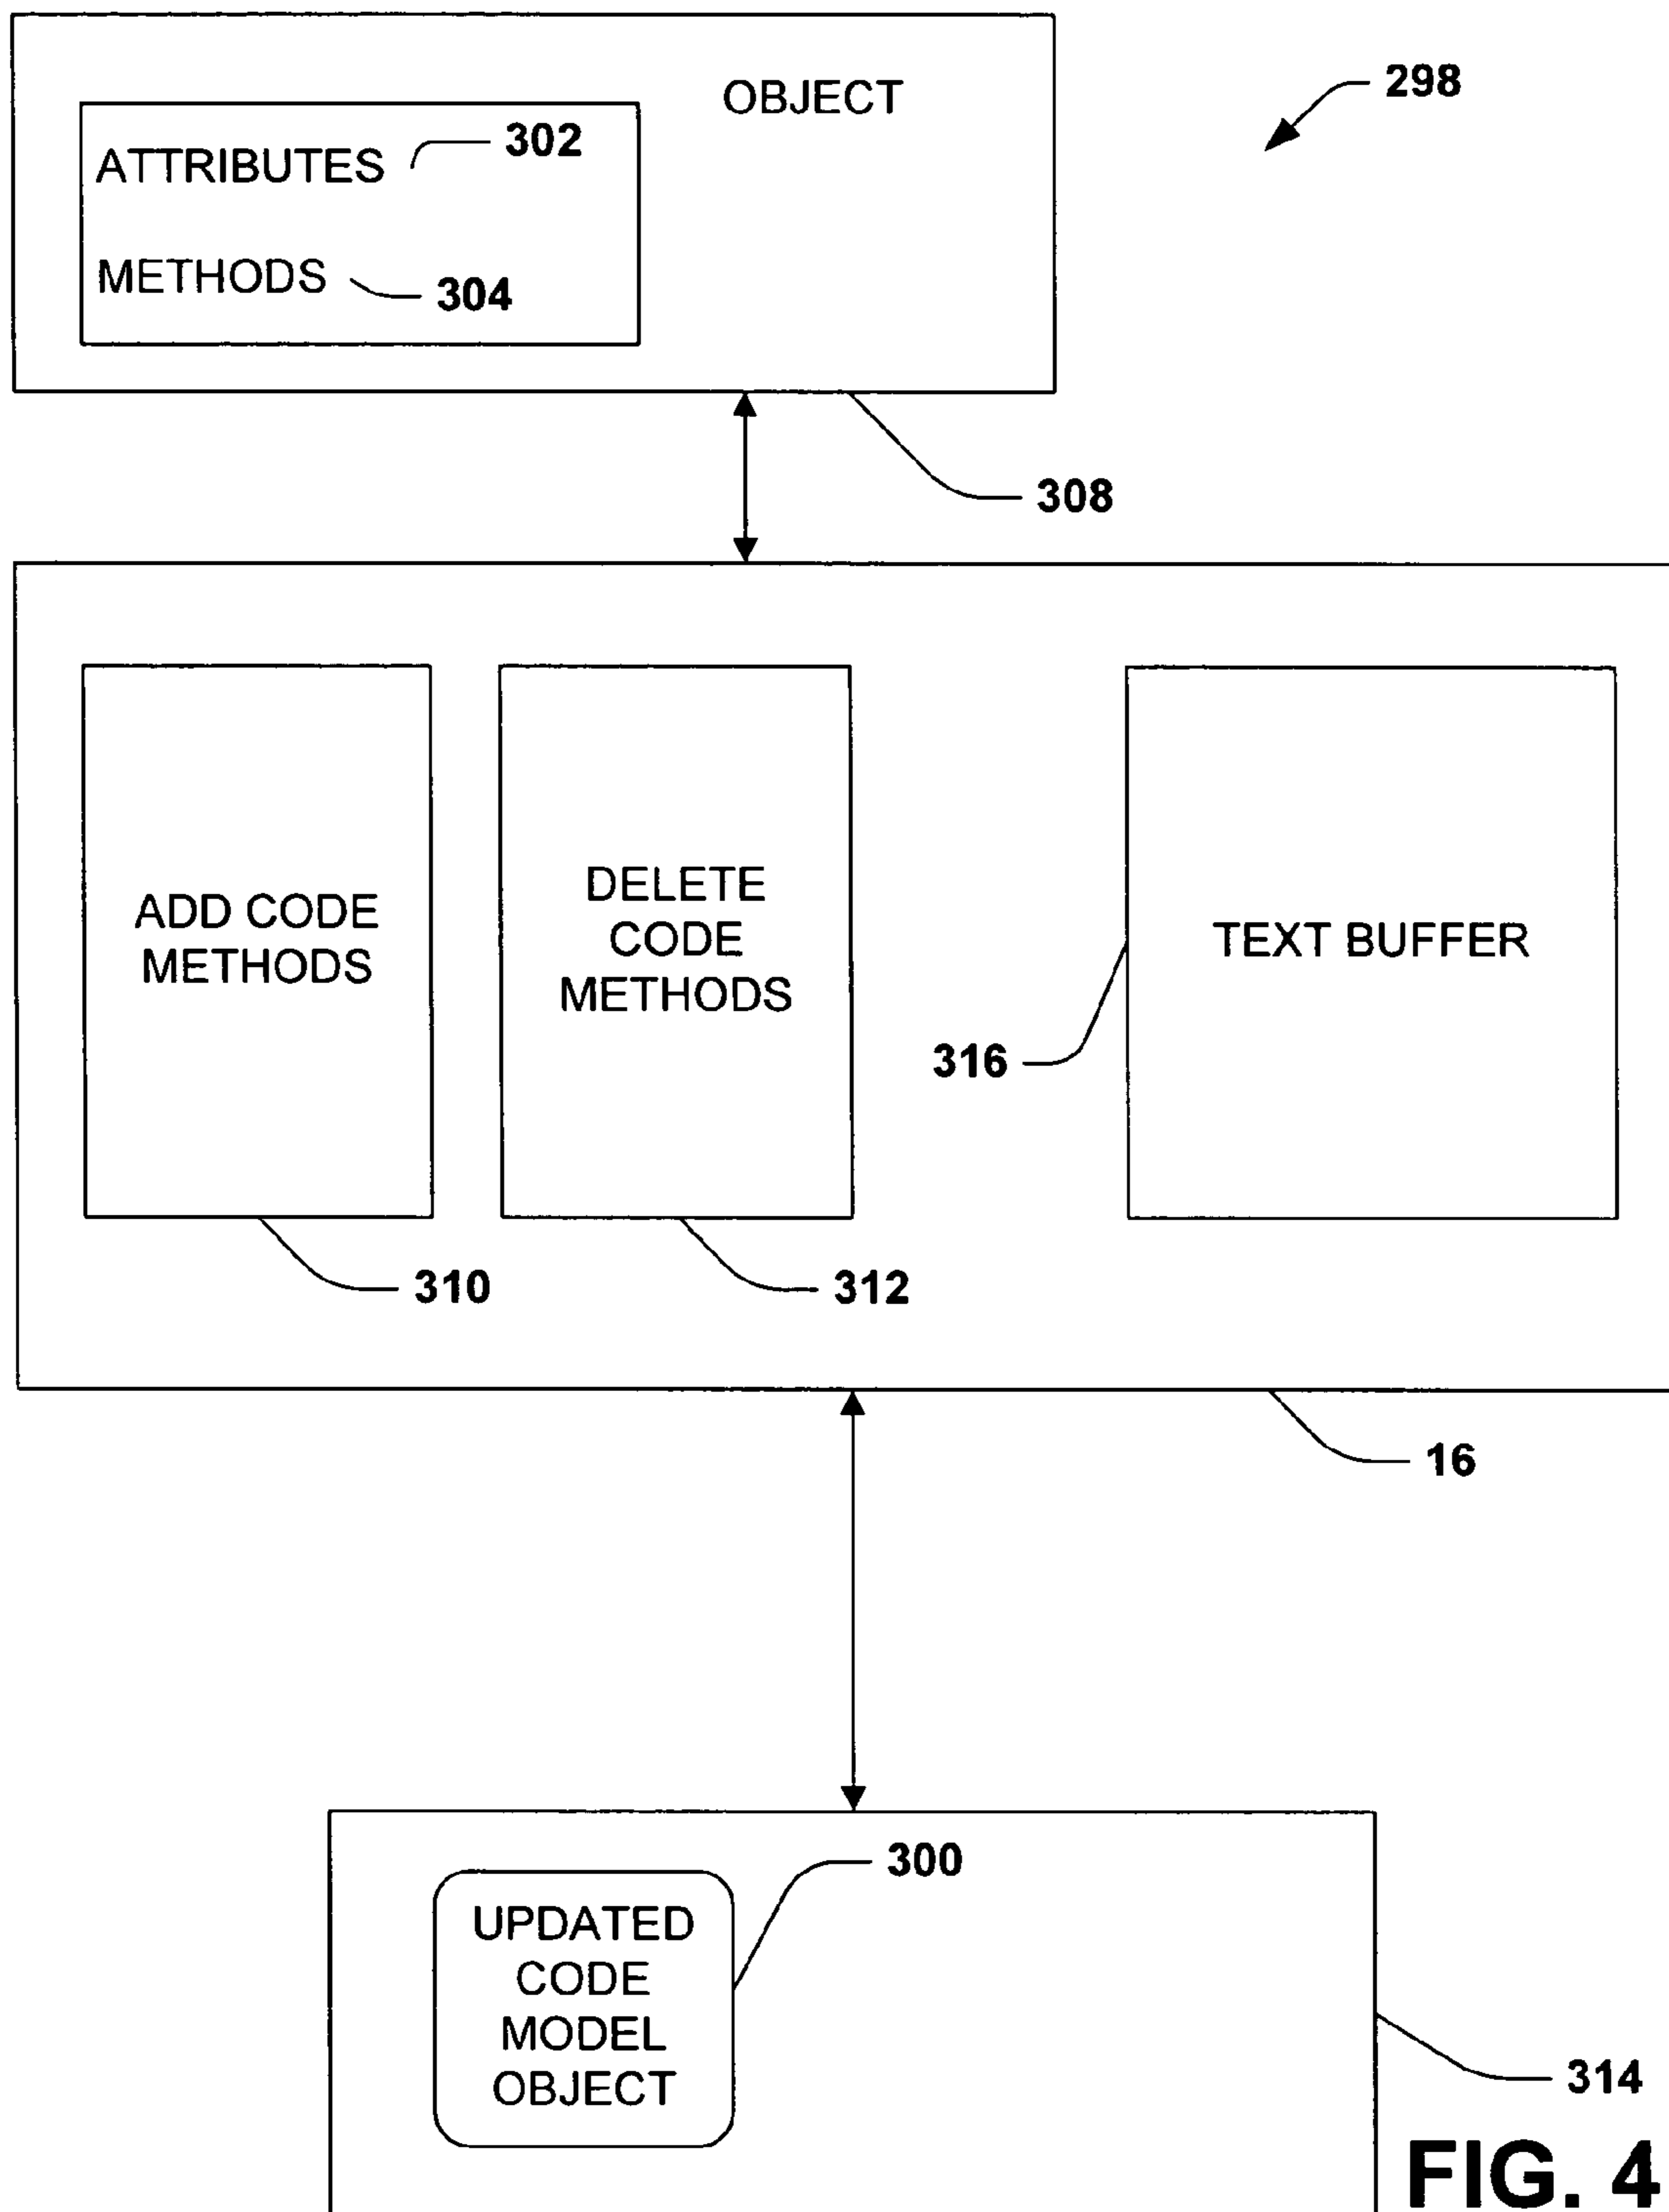 OBJECT
298
ATTRIBUTES
302
METHODS
304
308
ADD CODE
METHODS
DELETE
CODE
METHODS
TEXT BUFFER
316
310
312
16
300
UPDATED
CODE
MODEL
OBJECT
314
FIG. 4